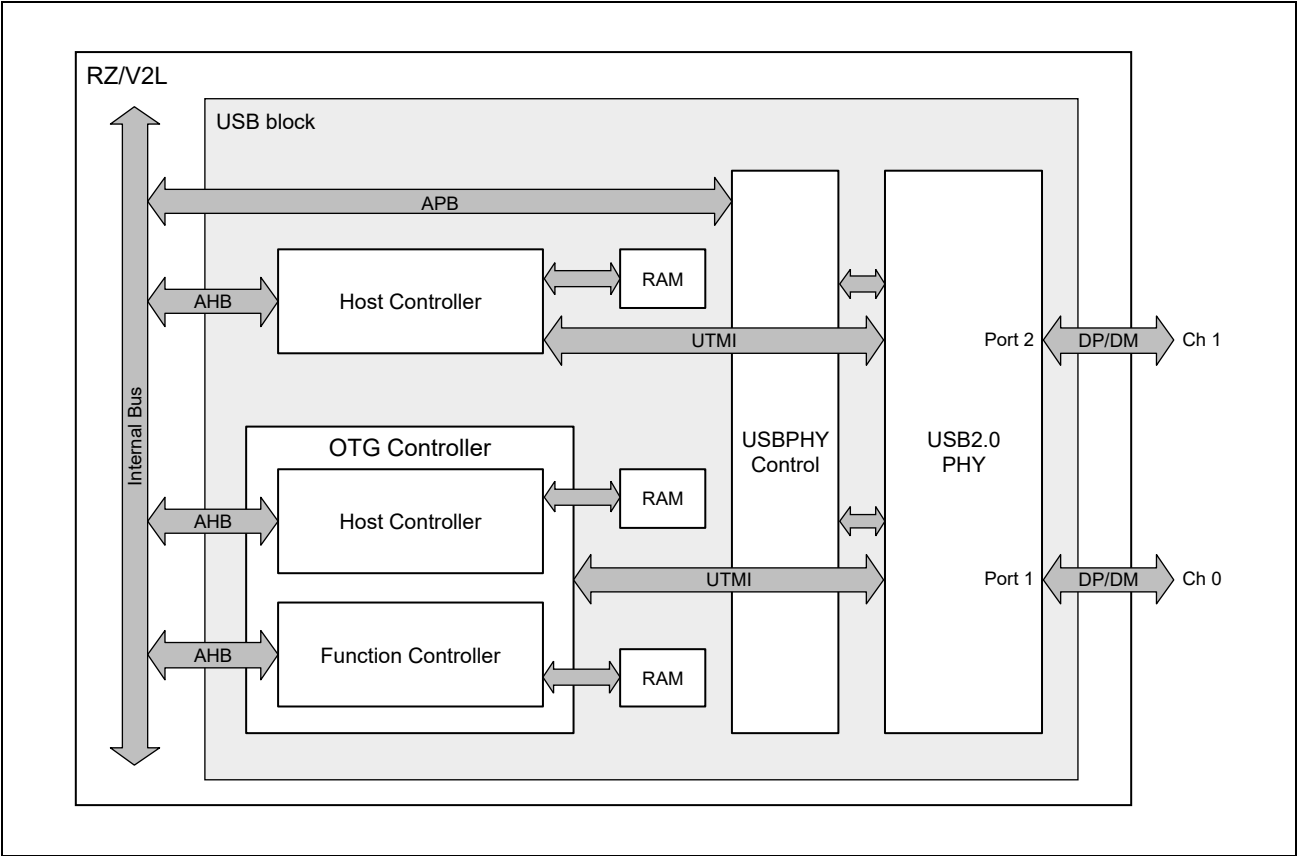 RZ/V2L
USB block
APB
Internal Bus
AHB
Host Controller
RAM
UTMI
Port 2
DP/DM
Ch 1
OTG Controller
USBPHY
Control
USB2.0
PHY
AHB
Host Controller
RAM
UTMI
Port 1
DP/DM
Ch 0
AHB
Function Controller
RAM